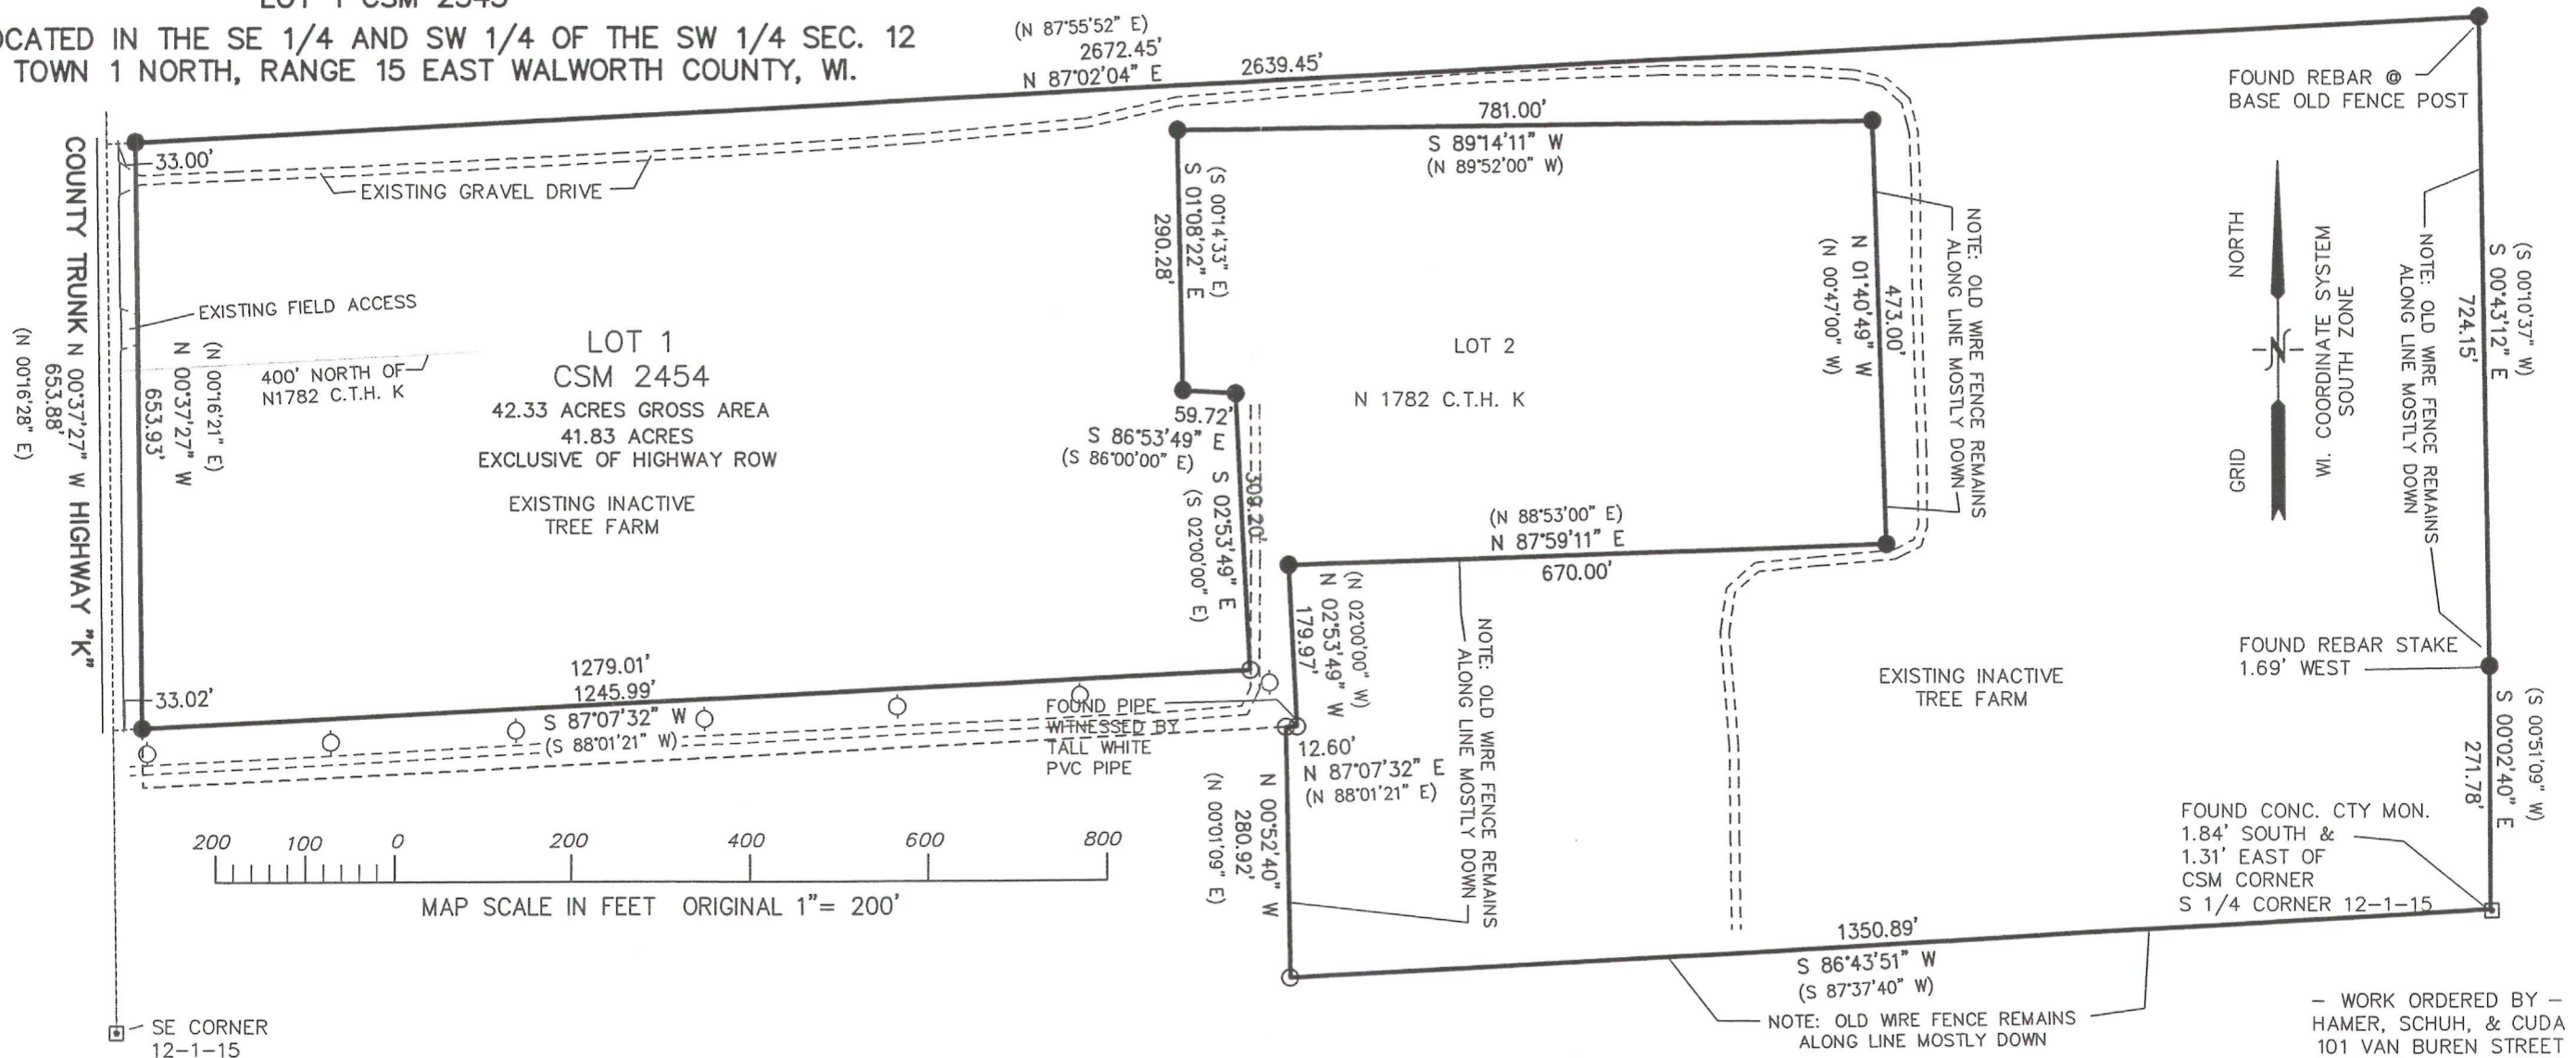 OCATED IN THE SE 1/4 AND SW 1/4 OF THE SW 1/4 SEC. 12
TOWN 1 NORTH, RANGE 15 EAST WALWORTH COUNTY, WI.
(N 87°55'52" E)
2672.45'
N 87°02'04" E
2639.45'
FOUND REBAR @
BASE OLD FENCE POST
33.00'
EXISTING GRAVEL DRIVE
781.00'
S 89°14'11" W
(N 89°52'00" W)
COUNTY TRUNK N 00°37'27" W HIGHWAY "K"
653.88'
(N 00°16'28" E)
EXISTING FIELD ACCESS
(N 00°16'21" E)
N 00°37'27" W
653.93'
400' NORTH OF
N1782 C.T.H. K
LOT 1
CSM 2454
42.33 ACRES GROSS AREA
41.83 ACRES
EXCLUSIVE OF HIGHWAY ROW
EXISTING INACTIVE
TREE FARM
(S 00°14'33" E)
S 01°08'22" E
290.28'
59.72'
S 86°53'49" E
(S 86°00'00" E)
309.20'
S 02°53'49" E
(S 02°00'00" E)
LOT 2
N 1782 C.T.H. K
473.00'
N 01°40'49" W
(N 00°47'00" W)
NOTE: OLD WIRE FENCE REMAINS
ALONG LINE MOSTLY DOWN
NORTH
GRID
WI. COORDINATE SYSTEM
SOUTH ZONE
N
NOTE: OLD WIRE FENCE REMAINS
ALONG LINE MOSTLY DOWN
(S 00°10'37" W)
S 00°43'12" E
724.15'
(N 88°53'00" E)
N 87°59'11" E
670.00'
(N 02°00'00" W)
N 02°53'49" W
179.97'
NOTE: OLD WIRE FENCE REMAINS
ALONG LINE MOSTLY DOWN
EXISTING INACTIVE
TREE FARM
FOUND REBAR STAKE
1.69' WEST
(S 00°51'09" W)
S 00°02'40" E
271.78'
33.02'
1279.01'
1245.99'
S 87°07'32" W
(S 88°01'21" W)
FOUND PIPE
WITNESSED BY
TALL WHITE
PVC PIPE
12.60'
N 87°07'32" E
(N 88°01'21" E)
N 00°52'40" W
280.92'
(N 00°01'09" E)
FOUND CONC. CTY MON.
1.84' SOUTH &
1.31' EAST OF
CSM CORNER
S 1/4 CORNER 12-1-15
200 100 0 200 400 600 800
MAP SCALE IN FEET ORIGINAL 1"= 200'
1350.89'
S 86°43'51" W
(S 87°37'40" W)
NOTE: OLD WIRE FENCE REMAINS
ALONG LINE MOSTLY DOWN
SE CORNER
12-1-15
- WORK ORDERED BY -
HAMER, SCHUH, & CUDA
101 VAN BUREN STREET